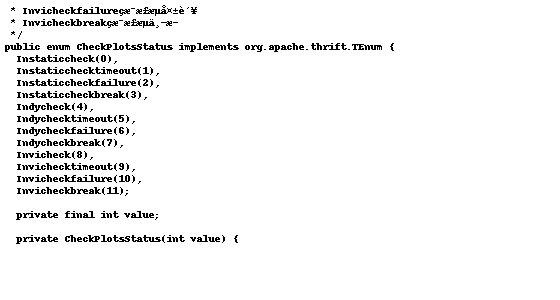 * Invicheckfailureçæ¨æ£æµå¤±è´¥
* Invicheckbreakçæ¨æ£æµä¸­æ­
*/
public enum CheckPlotsStatus implements org.apache.thrift.TEnum {
Instaticcheck(0),
Instaticchecktimeout(1),
Instaticcheckfailure(2),
Instaticcheckbreak(3),
Indycheck(4),
Indychecktimeout(5),
Indycheckfailure(6),
Indycheckbreak(7),
Invicheck(8),
Invichecktimeout(9),
Invicheckfailure(10),
Invicheckbreak(11);
private final int value;
private CheckPlotsStatus(int value) {